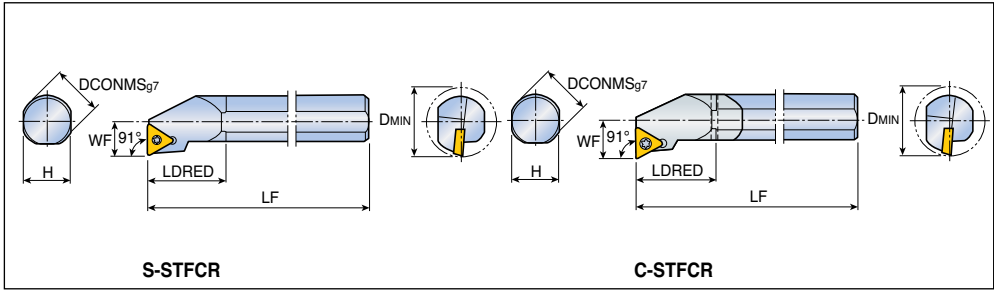 DCONMSg7
WF
91°
H
LDRED
LF
DMIN
S-STFCR
DCONMSg7
WF
91°
H
LDRED
LF
DMIN
C-STFCR